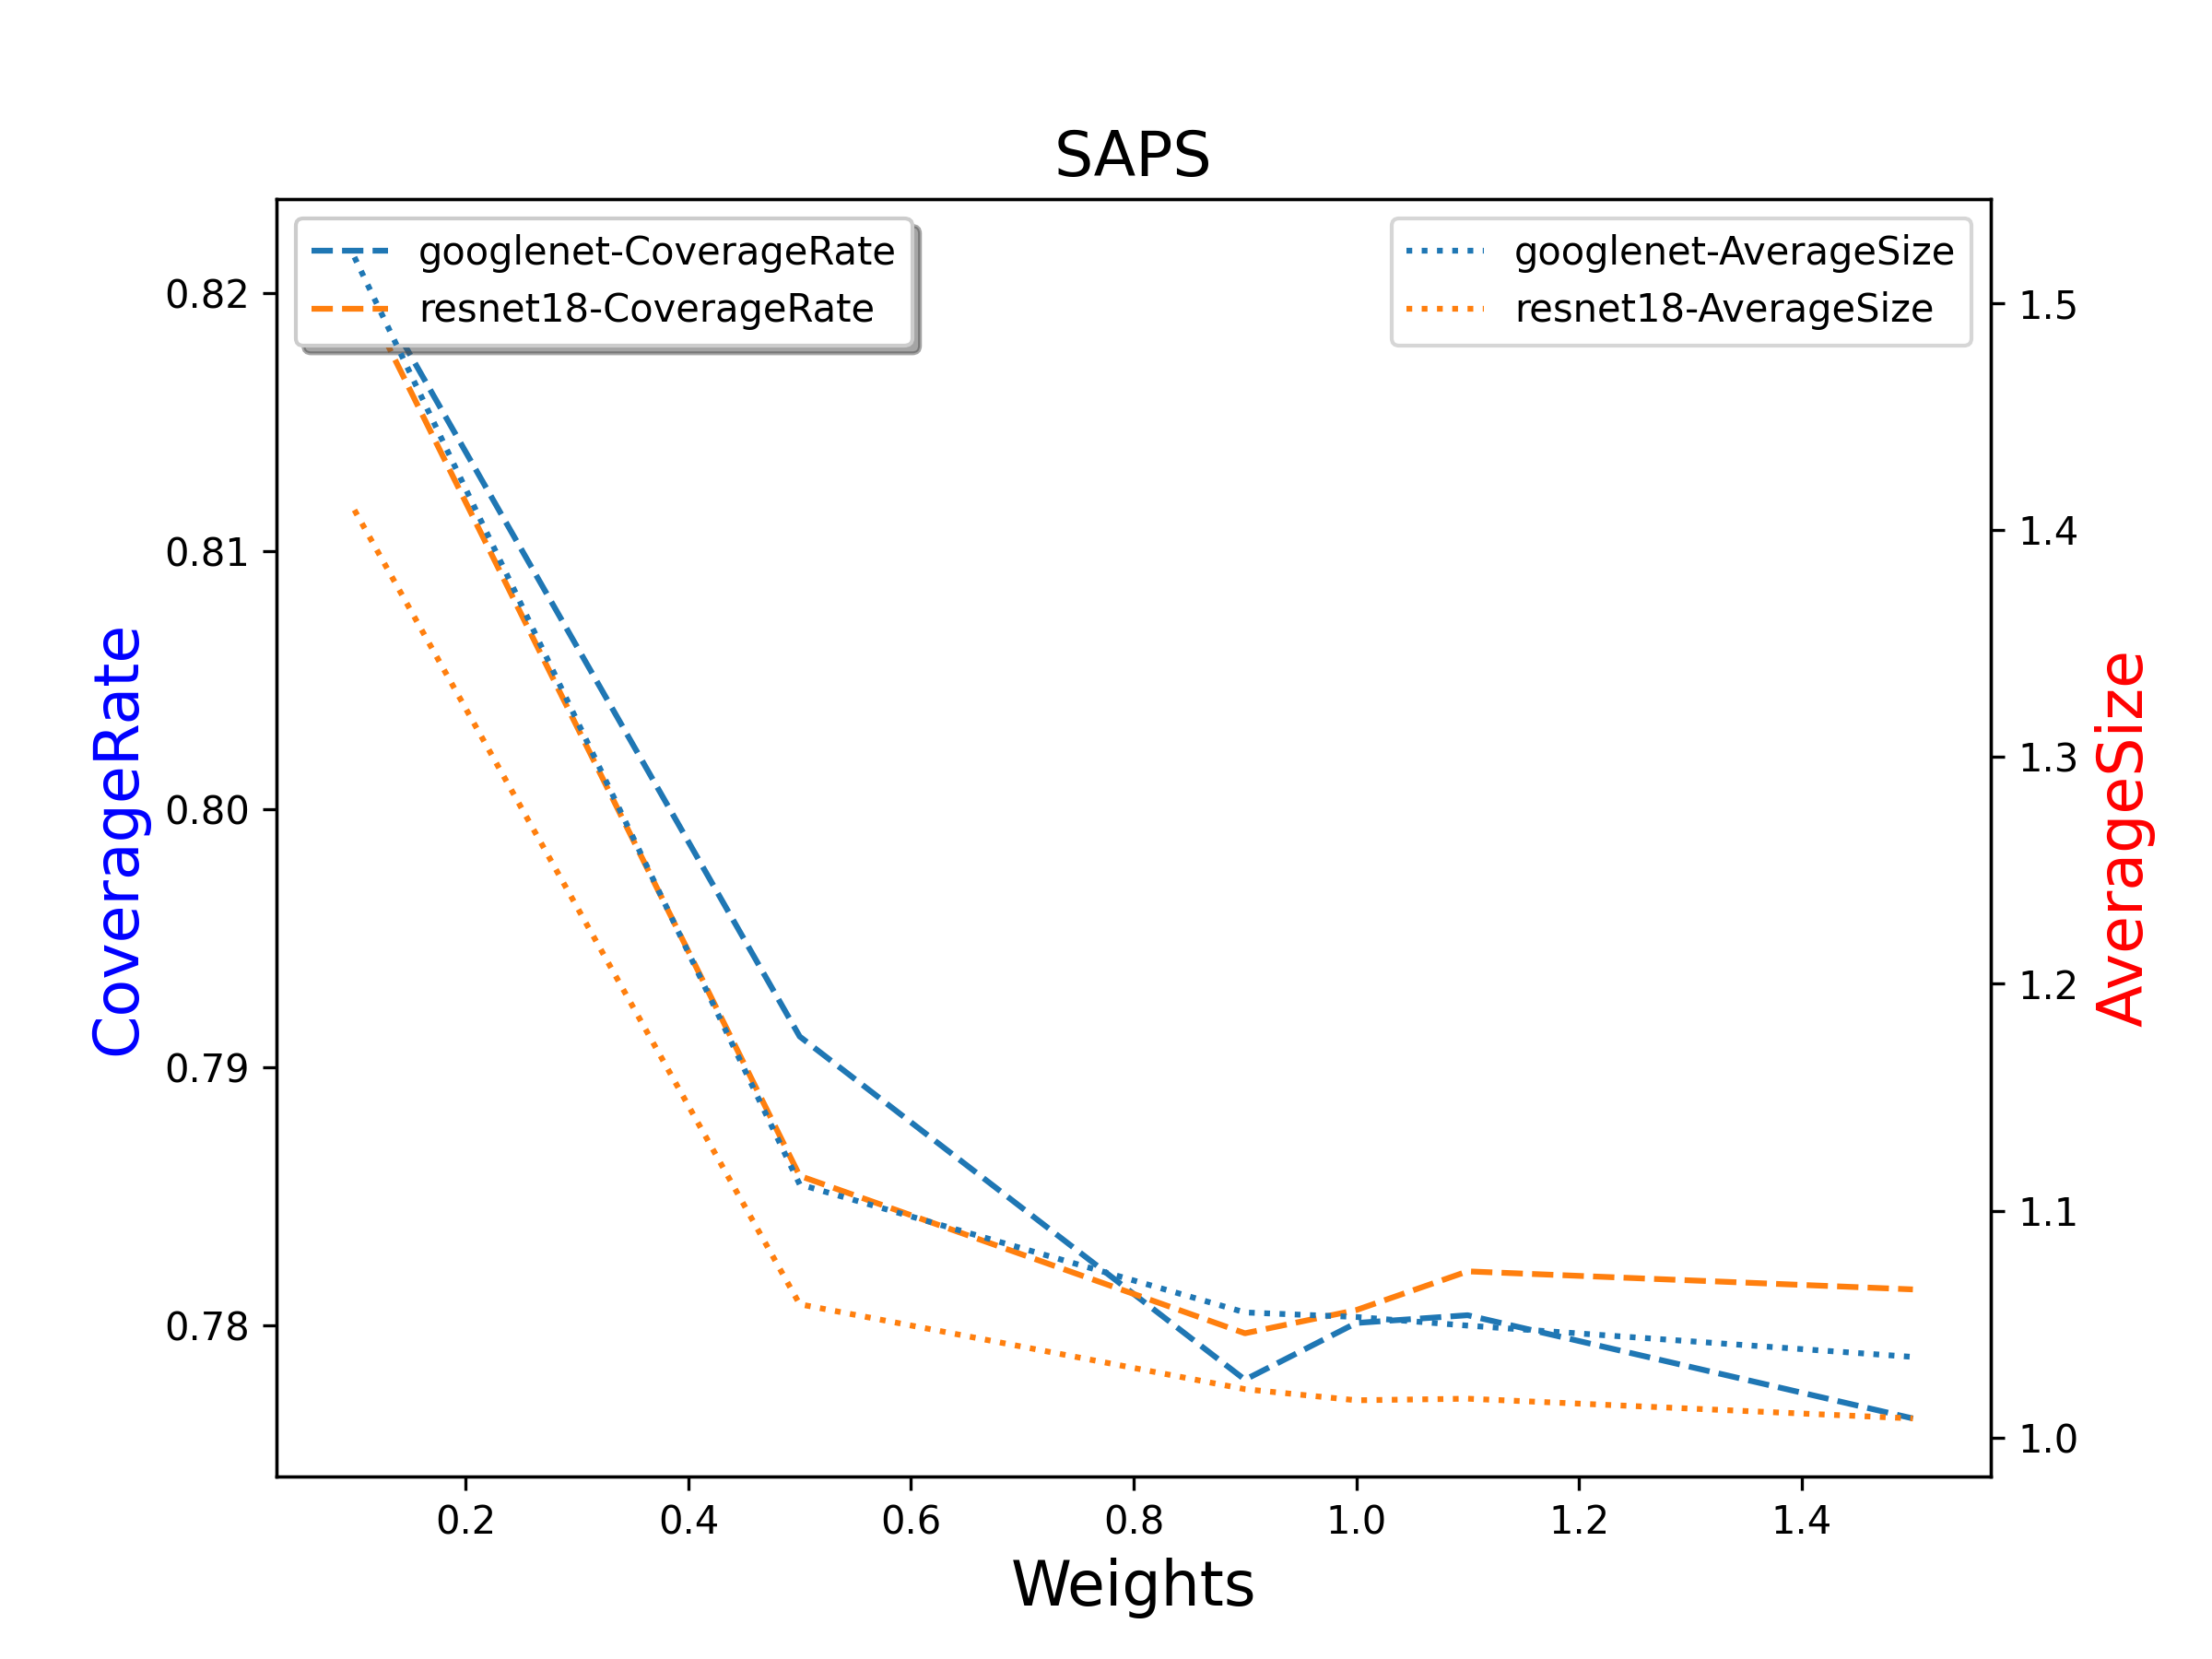 SAPS
googlenet-CoverageRate
resnet18-CoverageRate
googlenet-AverageSize
resnet18-AverageSize
CoverageRate
0.82
0.81
0.80
0.79
0.78
1.5
1.4
1.3
1.2
1.1
1.0
AverageSize
0.2 0.4 0.6 0.8 1.0 1.2 1.4
Weights